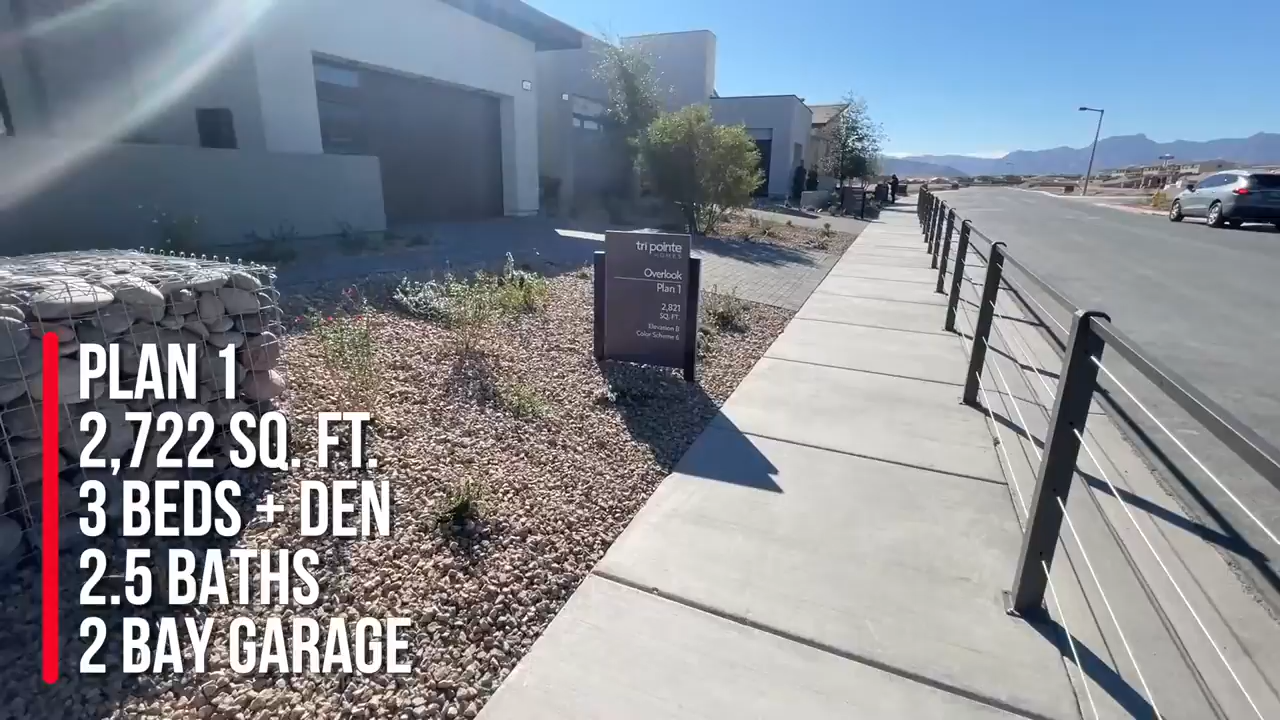 tri pointe
HOMES
Overlook
Plan 1
2,821
SQ. FT.
Elevation B
Color Scheme 6
PLAN 1
2,722 SQ. FT.
3 BEDS + DEN
2.5 BATHS
2 BAY GARAGE